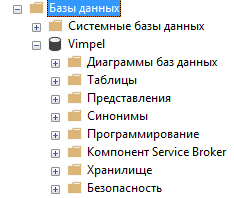 Базы данных
Системные базы данных
Vimpel
Диаграммы баз данных
Таблицы
Представления
Синонимы
Программирование
Компонент Service Broker
Хранилище
Безопасность